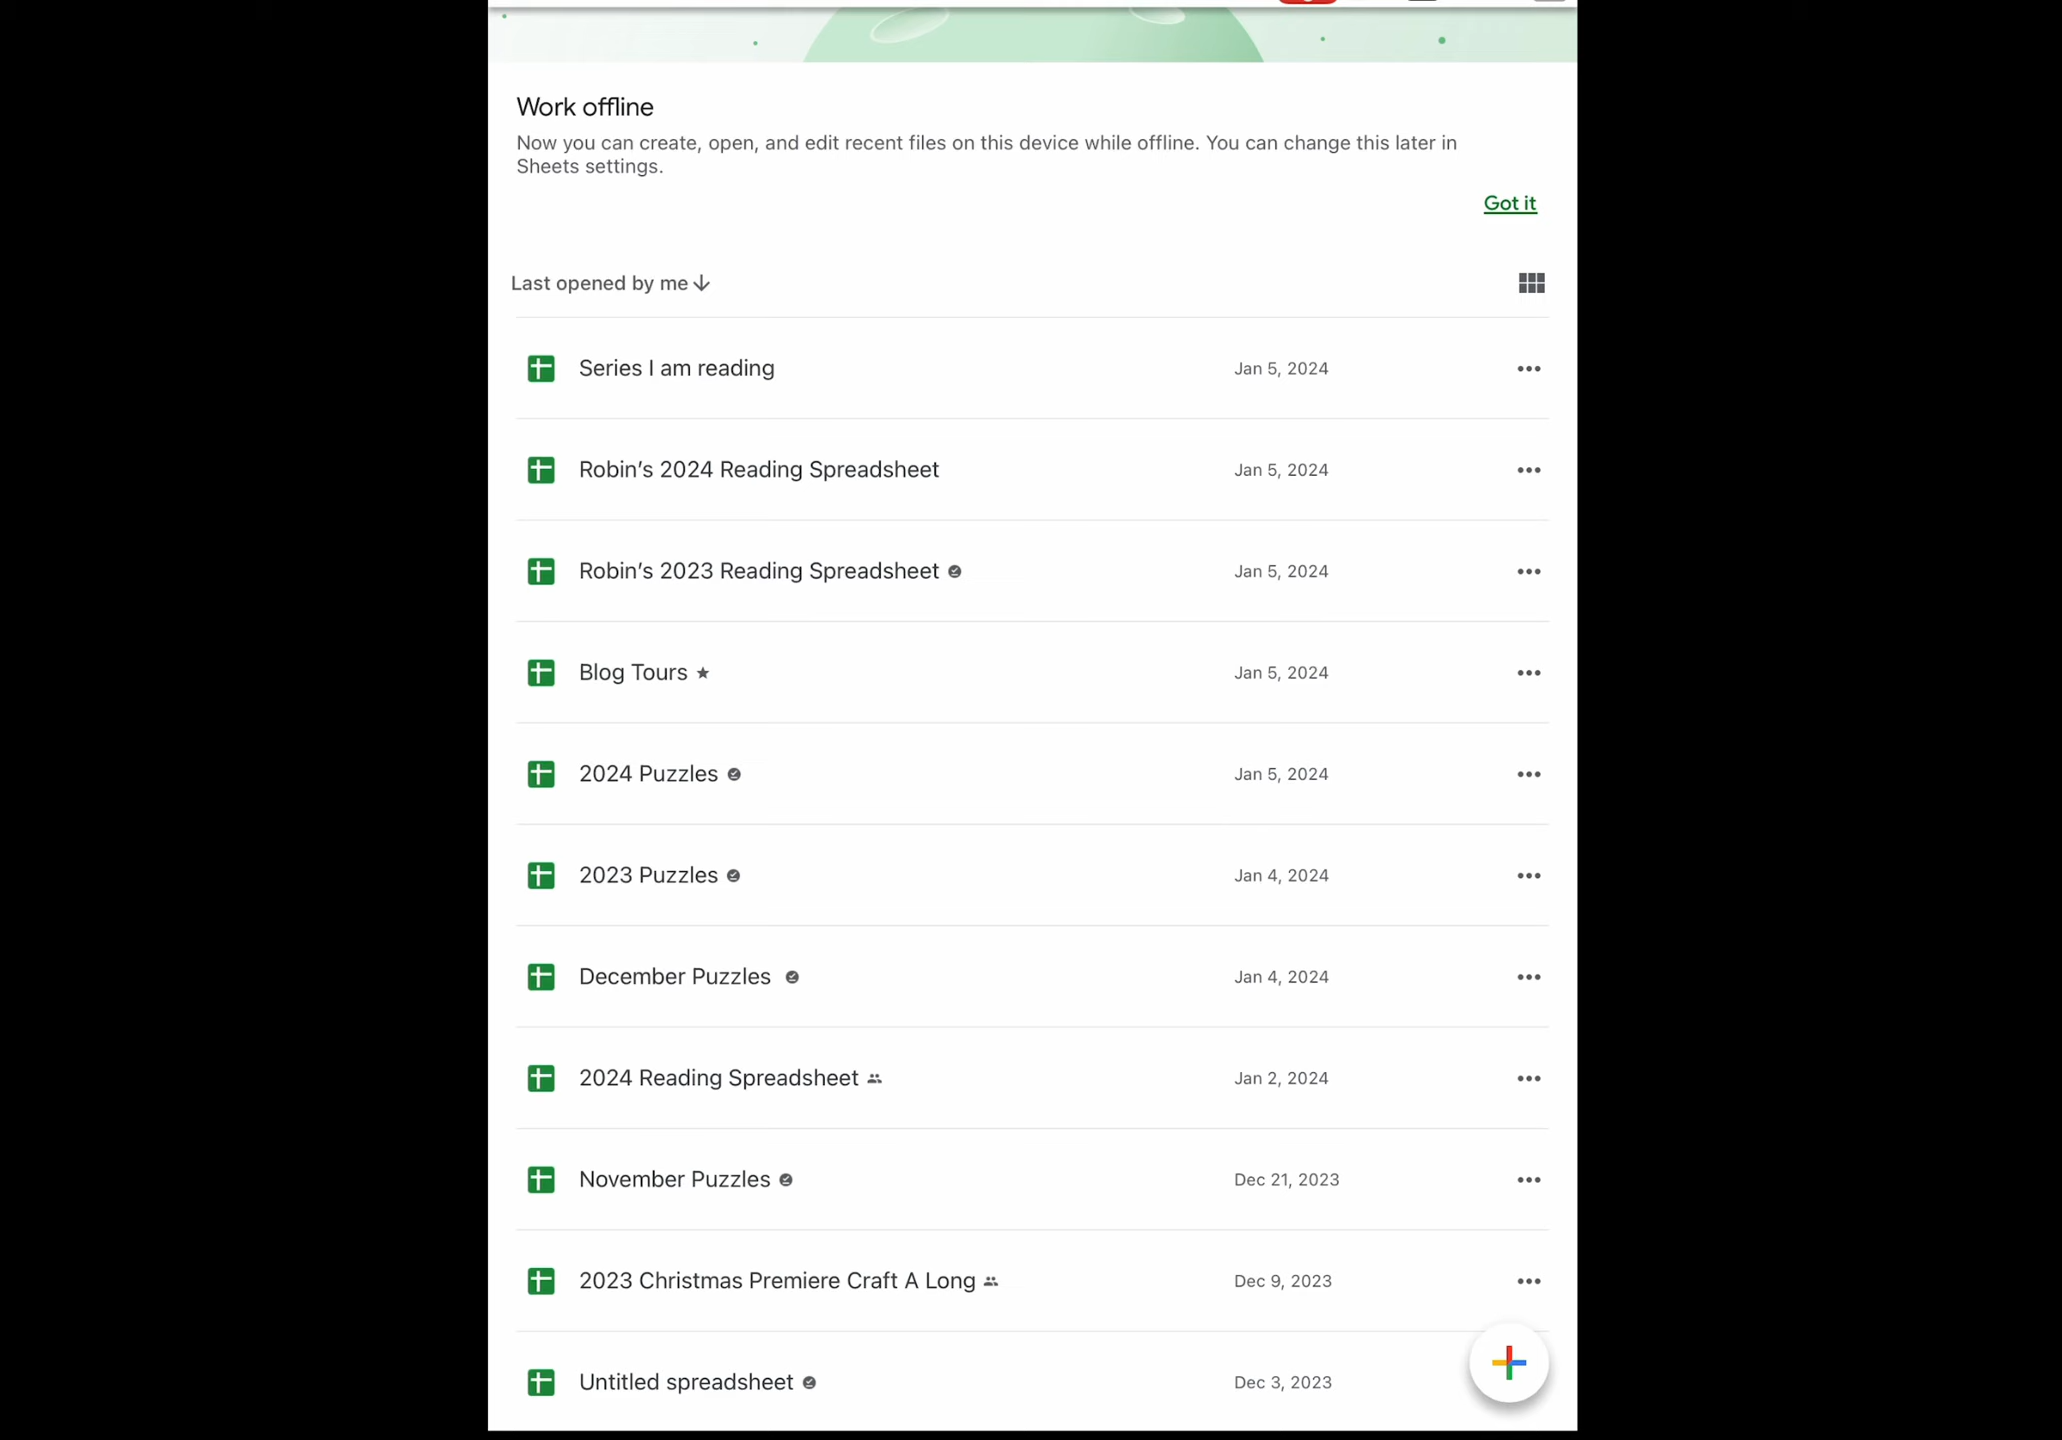 Work offline
Now you can create, open, and edit recent files on this device while offline. You can change this later in
Sheets settings.
Got it
Last opened by me
Series I am reading Jan 5, 2024
Robin's 2024 Reading Spreadsheet Jan 5, 2024
Robin's 2023 Reading Spreadsheet Jan 5, 2024
Blog Tours Jan 5, 2024
2024 Puzzles Jan 5, 2024
2023 Puzzles Jan 4, 2024
December Puzzles Jan 4, 2024
2024 Reading Spreadsheet Jan 2, 2024
November Puzzles Dec 21, 2023
2023 Christmas Premiere Craft A Long Dec 9, 2023
Untitled spreadsheet Dec 3, 2023